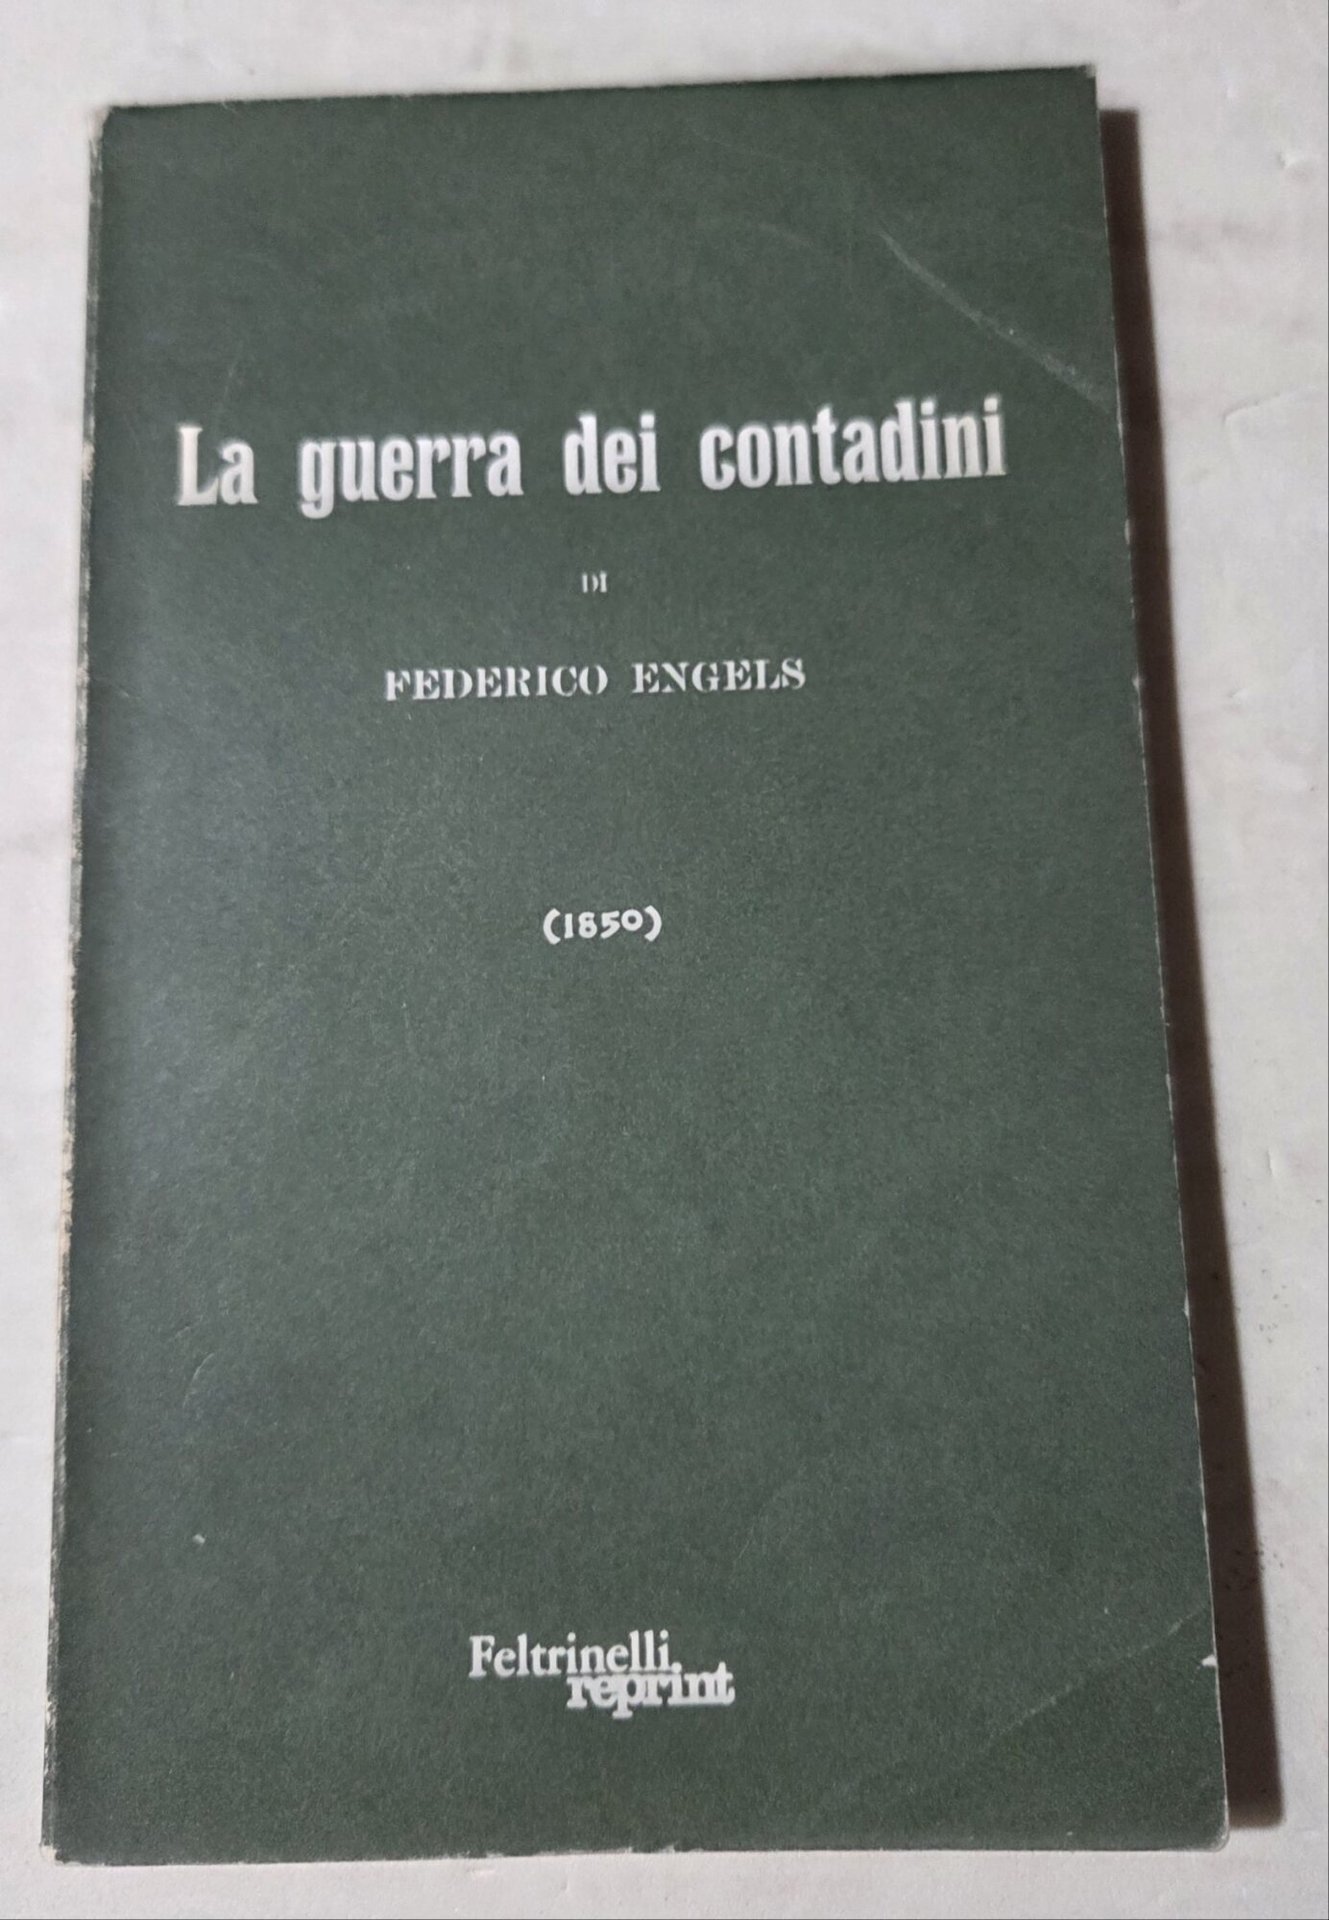 La guerra dei contadini
DI
FEDERICO ENGELS
(1850)
Feltrinelli
reprint